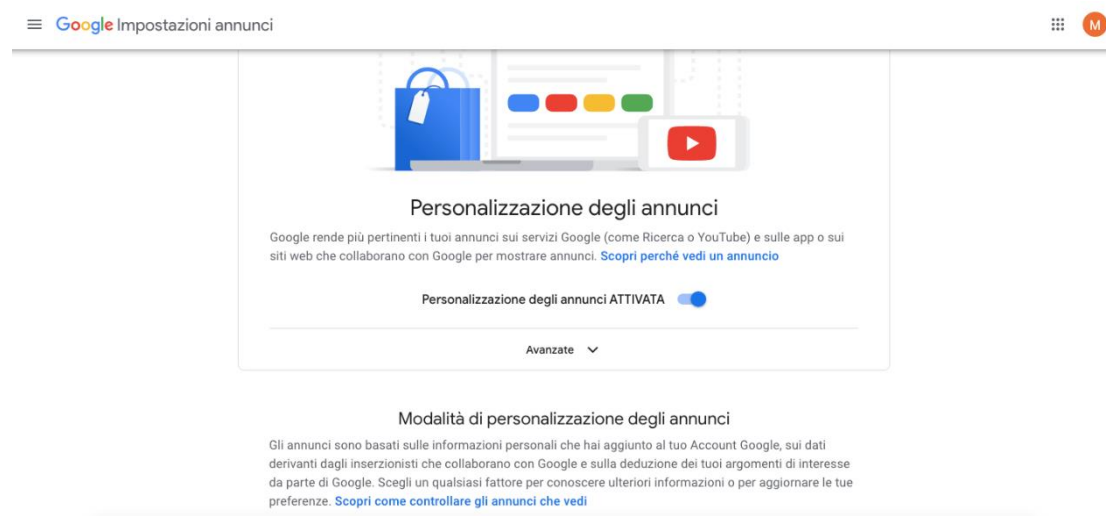 Google Impostazioni annunci
M
Personalizzazione degli annunci
Google rende più pertinenti i tuoi annunci sui servizi Google (come Ricerca o YouTube) e sulle app o sui
siti web che collaborano con Google per mostrare annunci. Scopri perché vedi un annuncio
Personalizzazione degli annunci ATTIVATA
Avanzate
Modalità di personalizzazione degli annunci
Gli annunci sono basati sulle informazioni personali che hai aggiunto al tuo Account Google, sui dati
derivanti dagli inserzionisti che collaborano con Google e sulla deduzione dei tuoi argomenti di interesse
da parte di Google. Scegli un qualsiasi fattore per conoscere ulteriori informazioni o per aggiornare le tue
preferenze. Scopri come controllare gli annunci che vedi